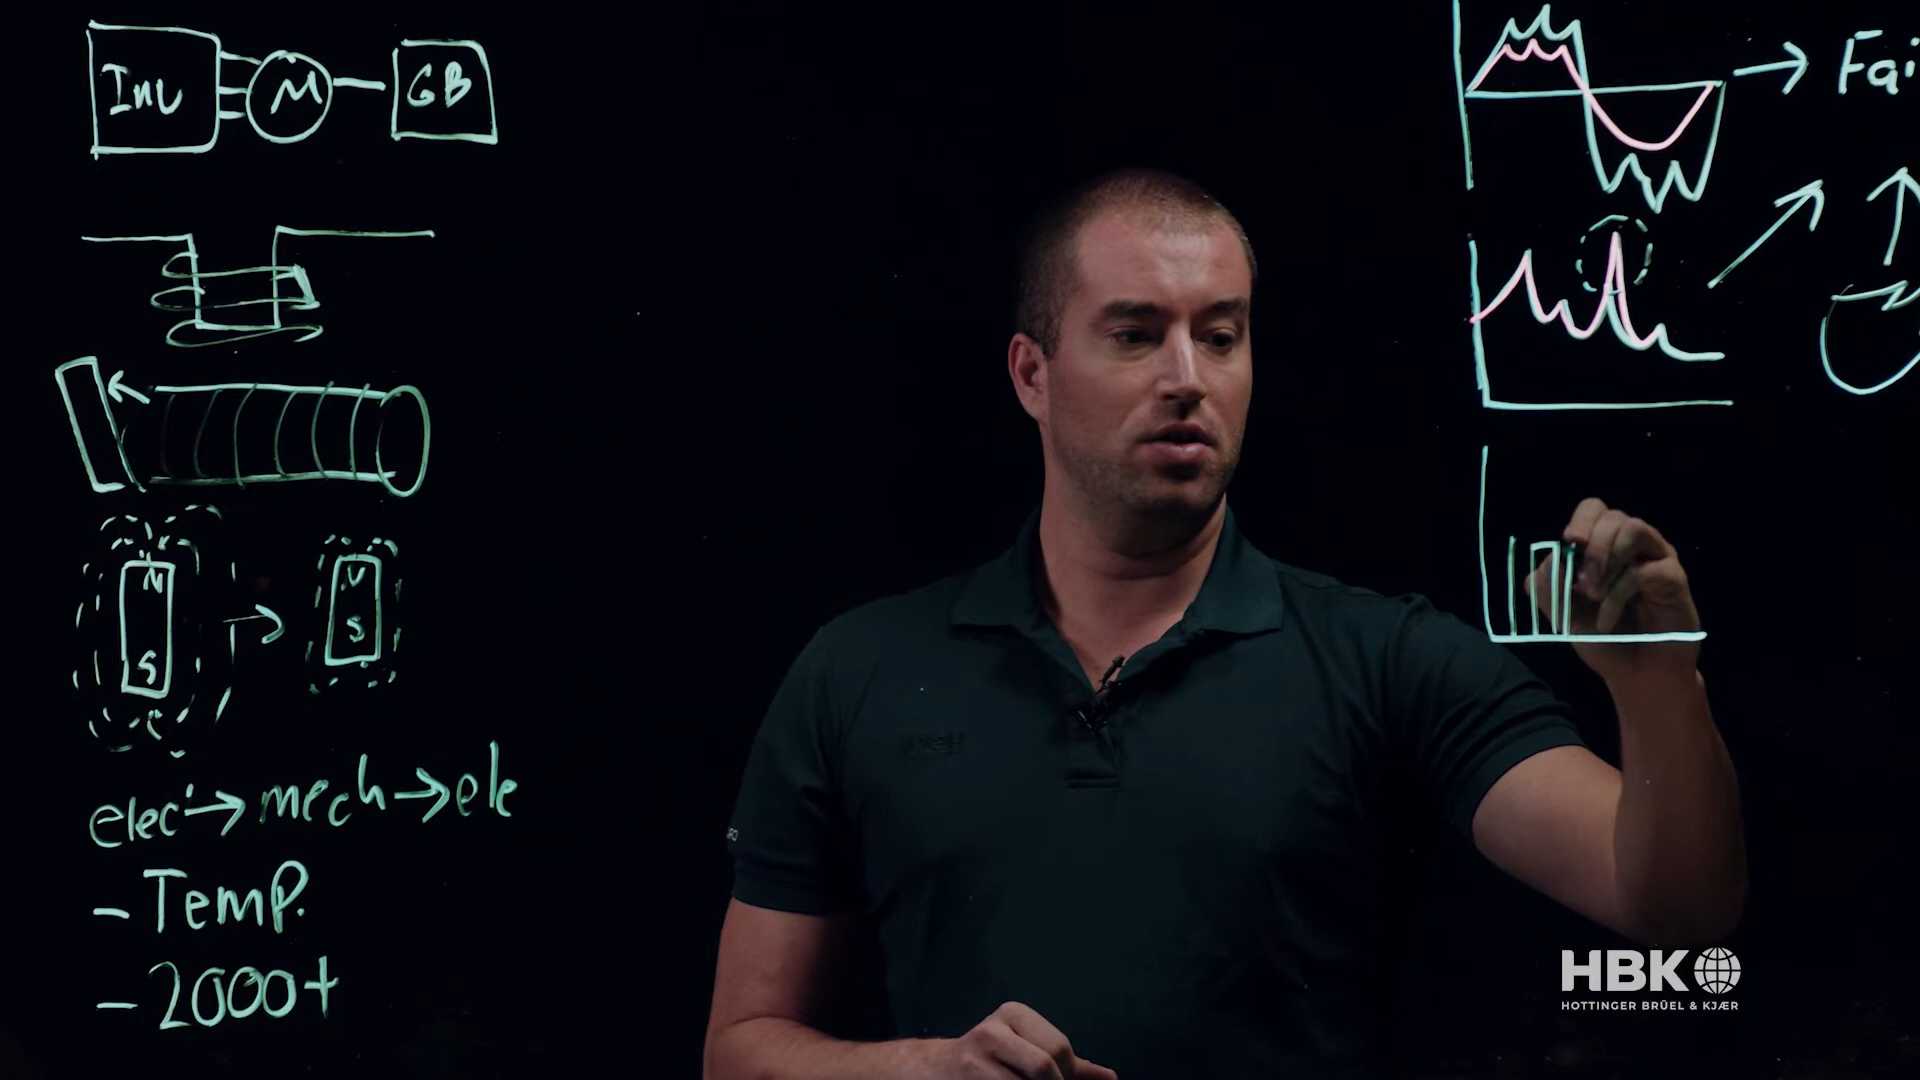 Inv
M
GB
N
S
N
S
elec → mech → ele
- Temp.
- 2000+
Fai
HBK
HOTTINGER BRÜEL & KJÆR